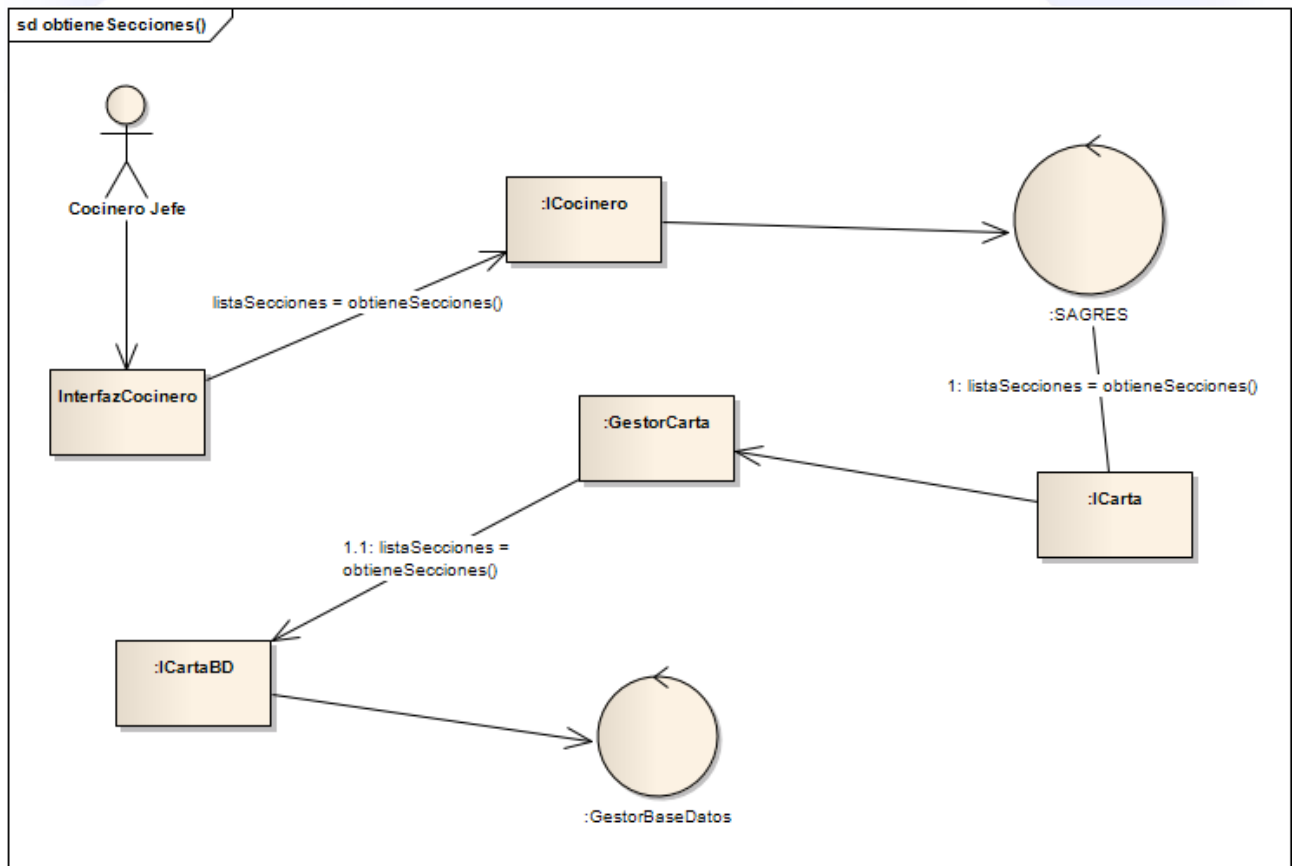 sd obtieneSecciones()
Cocinero Jefe
:ICocinero
listaSecciones = obtieneSecciones()
:SAGRES
InterfazCocinero
1: listaSecciones = obtieneSecciones()
:GestorCarta
:ICarta
1.1: listaSecciones =
obtieneSecciones()
:ICartaBD
:GestorBaseDatos